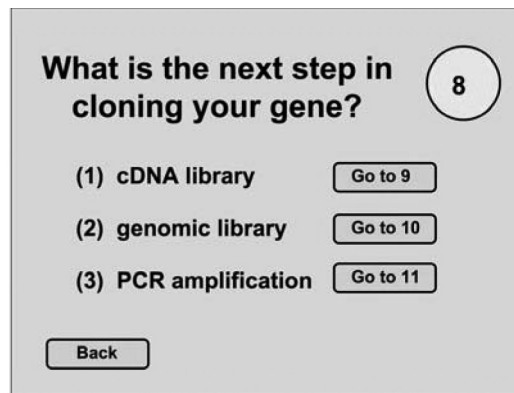 What is the next step in
cloning your gene?
8
(1) cDNA library
Go to 9
(2) genomic library
Go to 10
(3) PCR amplification
Go to 11
Back